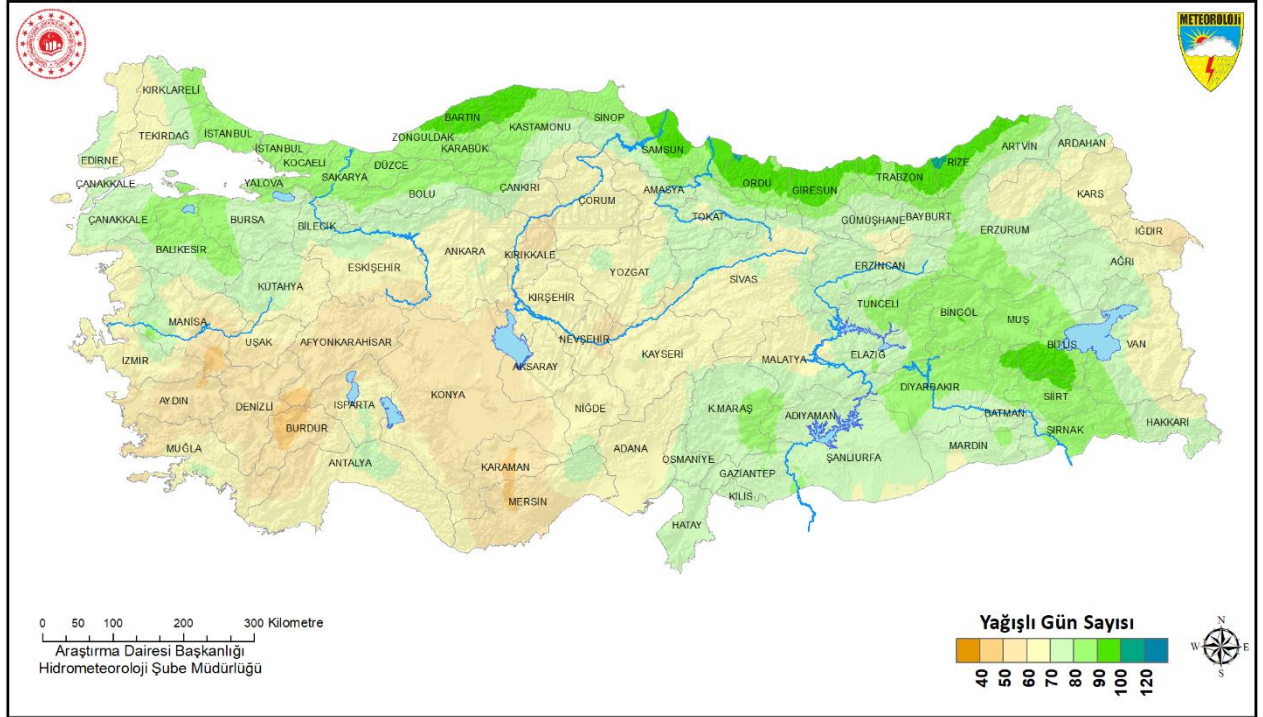 METEOROLOJİ
KIRKLARELİ
TEKİRDAĞ
EDİRNE
İSTANBUL
İSTANBUL
KOCAELİ
YALOVA
SAKARYA
DÜZCE
ZONGULDAK
BARTIN
KARABÜK
KASTAMONU
SİNOP
SAMSUN
ORDU
GİRESUN
TRABZON
RİZE
ARTVİN
ARDAHAN
ÇANAKKALE
ÇANAKKALE
BALIKESİR
BURSA
BİLECİK
BOLU
ÇANKIRI
ÇORUM
AMASYA
TOKAT
GÜMÜŞHANE
BAYBURT
ERZURUM
KARS
IĞDIR
AĞRI
KÜTAHYA
ESKİŞEHİR
ANKARA
KIRIKKALE
YOZGAT
SİVAS
ERZİNCAN
TUNCELİ
BİNGÖL
MUŞ
BİTLİS
VAN
MANİSA
İZMİR
UŞAK
AFYONKARAHİSAR
KIRŞEHİR
NEVŞEHİR
AKSARAY
KAYSERİ
MALATYA
ELAZIĞ
DİYARBAKIR
BATMAN
SİİRT
ŞIRNAK
HAKKARİ
AYDIN
DENİZLİ
BURDUR
ISPARTA
KONYA
NİĞDE
K.MARAŞ
ADIYAMAN
ŞANLIURFA
MARDİN
MUĞLA
ANTALYA
KARAMAN
MERSİN
ADANA
OSMANİYE
GAZİANTEP
KİLİS
HATAY
0 50 100 200 300 Kilometre
Araştırma Dairesi Başkanlığı
Hidrometeoroloji Şube Müdürlüğü
Yağışlı Gün Sayısı
40 50 60 70 80 90 100 120
N
W E
S